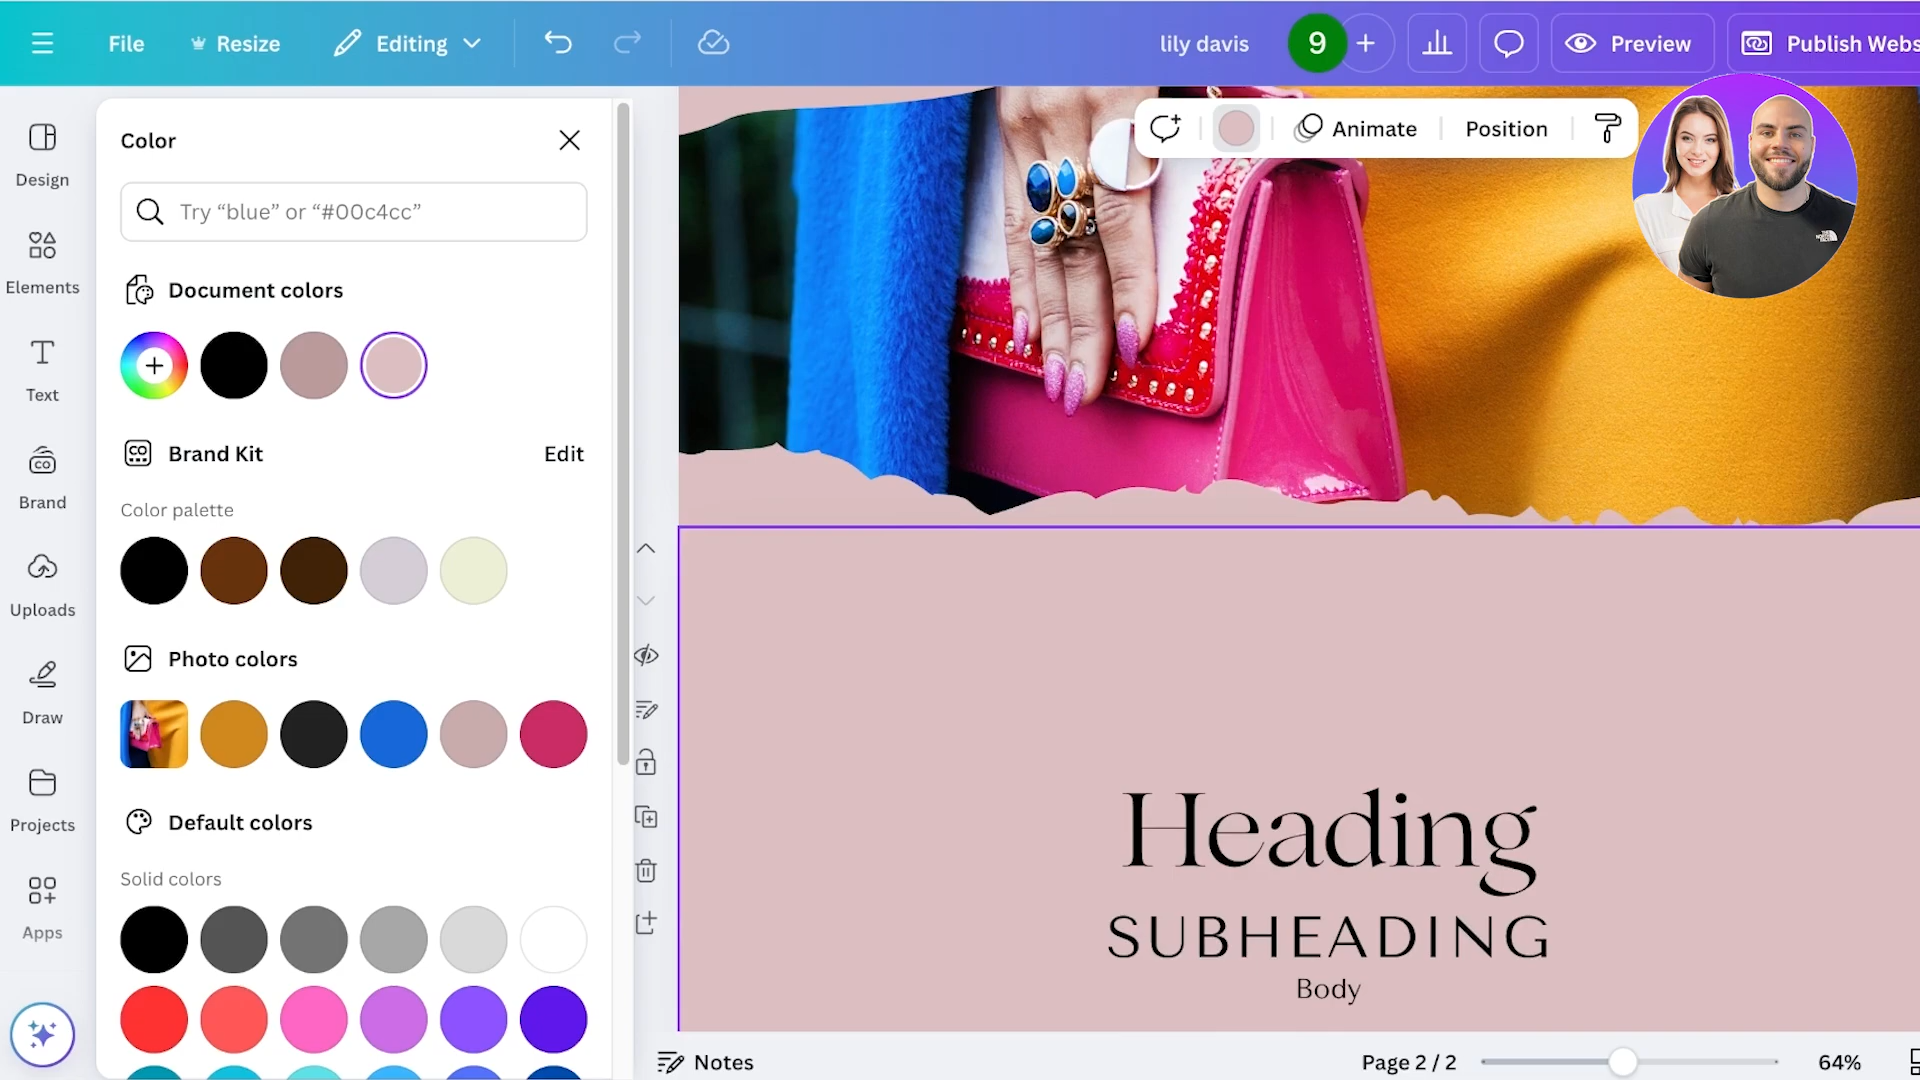 File
Resize
Editing
lily davis
9
Preview
Publish Webs
Design
Elements
Text
Brand
Uploads
Draw
Projects
Apps
Color
Try “blue” or “#00c4cc”
Document colors
Brand Kit
Edit
Color palette
Photo colors
Default colors
Solid colors
Animate
Position
Heading
SUBHEADING
Body
Notes
Page 2 / 2
64%